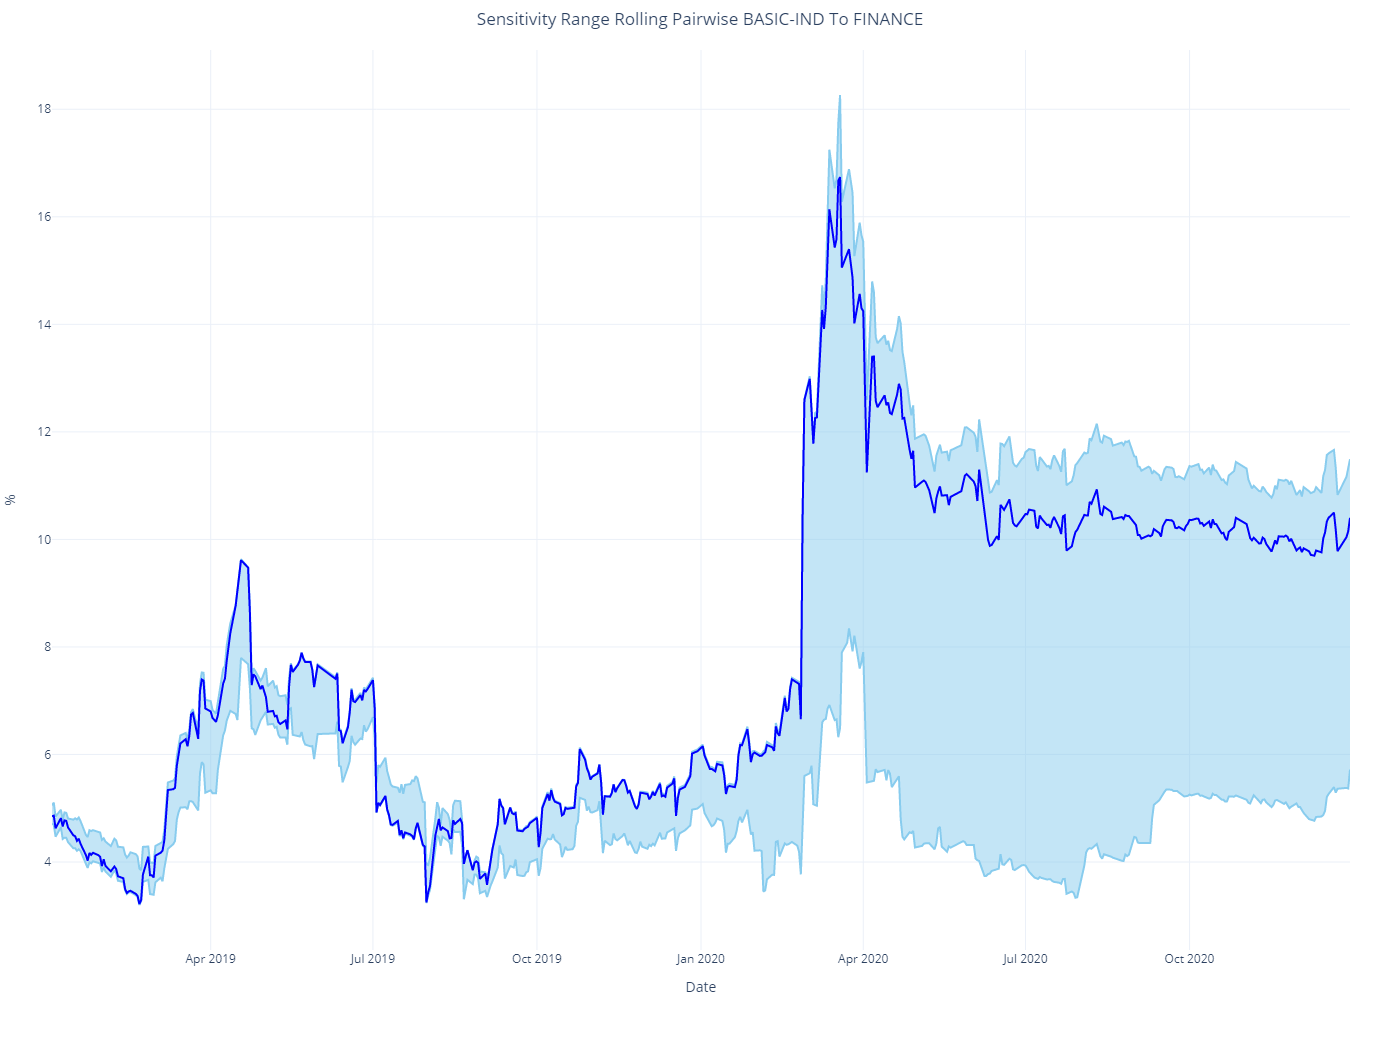 Sensitivity Range Rolling Pairwise BASIC-IND To FINANCE
18
16
14
12
10
8
6
4
%
Apr 2019
Jul 2019
Oct 2019
Jan 2020
Apr 2020
Jul 2020
Oct 2020
Date